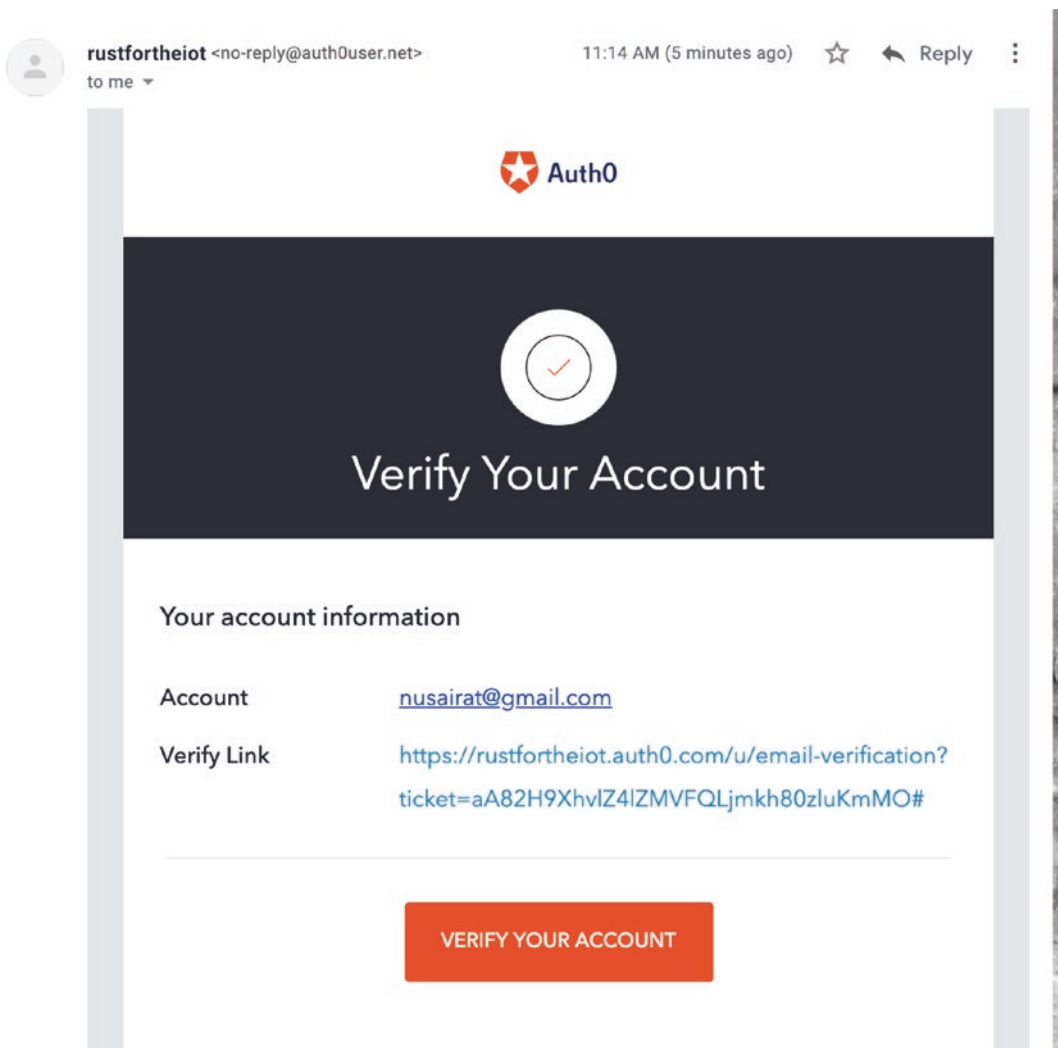 rustfortheiot <no-reply@auth0user.net> 11:14 AM (5 minutes ago) Reply
to me
Auth0
Verify Your Account
Your account information
Account nusairat@gmail.com
Verify Link https://rustfortheiot.auth0.com/u/email-verification?
ticket=aA82H9XhvlZ4lZMVFQLjmkh80zluKmMO#
VERIFY YOUR ACCOUNT